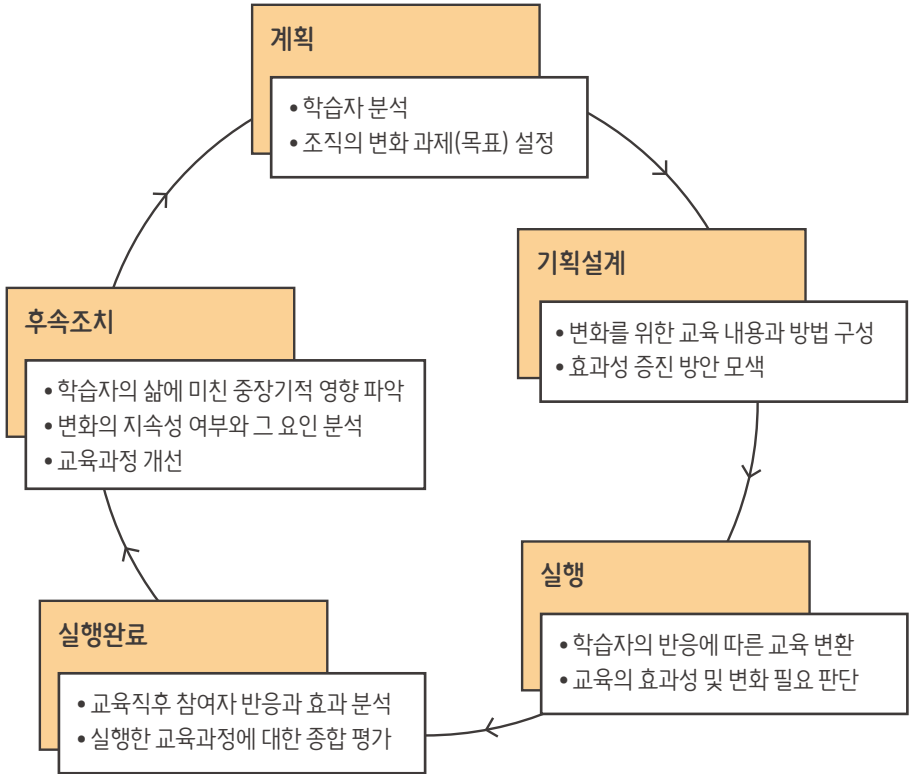 계획
• 학습자 분석
• 조직의 변화 과제(목표) 설정
기획설계
• 변화를 위한 교육 내용과 방법 구성
• 효과성 증진 방안 모색
실행
• 학습자의 반응에 따른 교육 변환
• 교육의 효과성 및 변화 필요 판단
실행완료
• 교육직후 참여자 반응과 효과 분석
• 실행한 교육과정에 대한 종합 평가
후속조치
• 학습자의 삶에 미친 중장기적 영향 파악
• 변화의 지속성 여부와 그 요인 분석
• 교육과정 개선